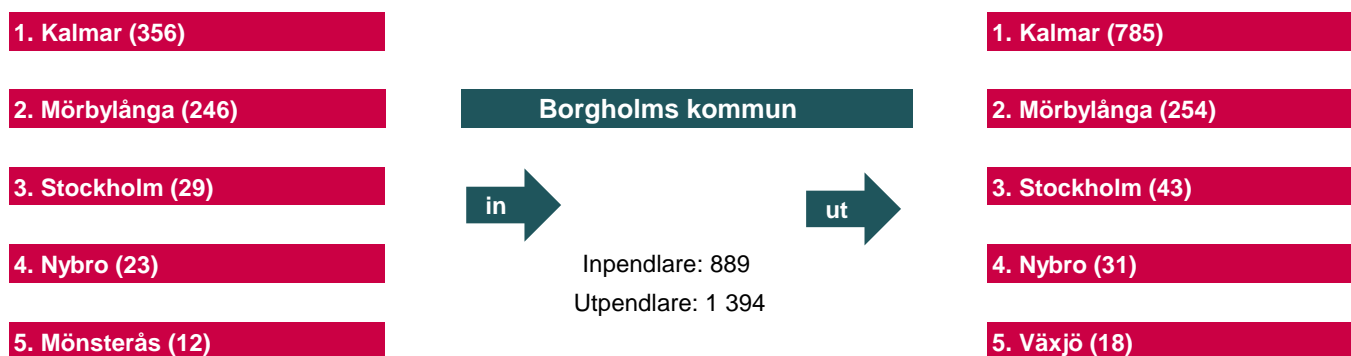 1. Kalmar (356)
2. Mörbylånga (246)
3. Stockholm (29)
4. Nybro (23)
5. Mönsterås (12)
Borgholms kommun
in
ut
Inpendlare: 889
Utpendlare: 1 394
1. Kalmar (785)
2. Mörbylånga (254)
3. Stockholm (43)
4. Nybro (31)
5. Växjö (18)